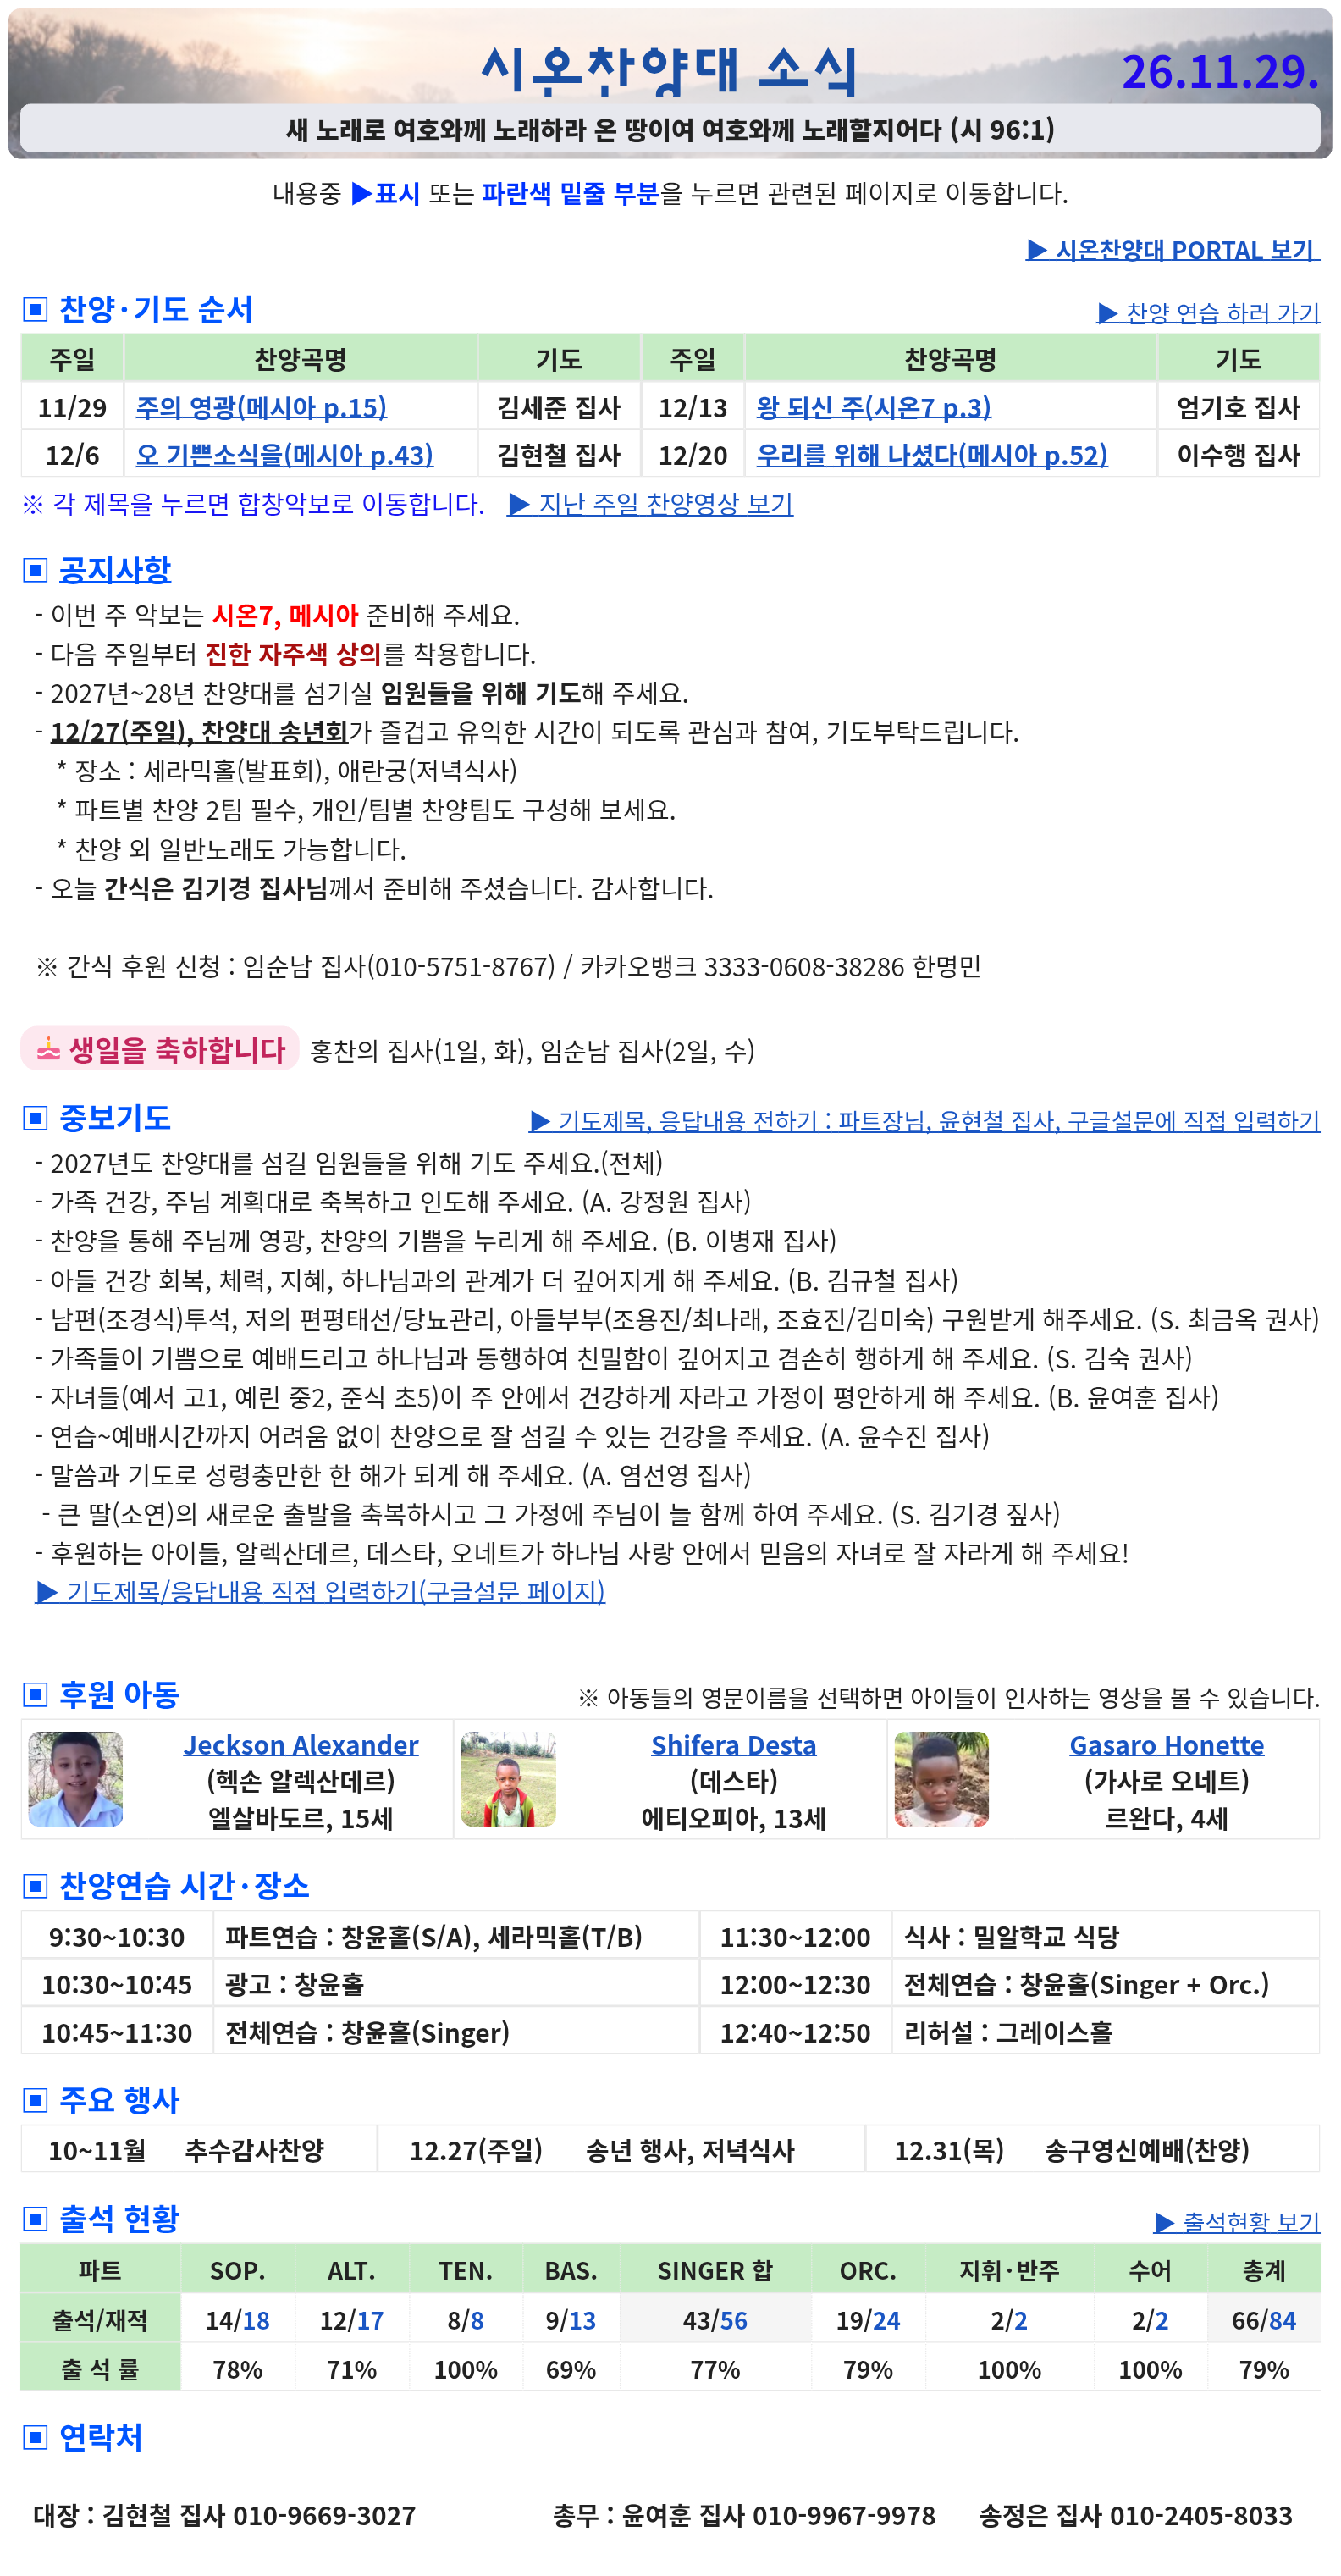 시온찬양대 소식
26.11.29.
새 노래로 여호와께 노래하라 온 땅이여 여호와께 노래할지어다 (시 96:1)
내용중 ▶표시 또는 파란색 밑줄 부분을 누르면 관련된 페이지로 이동합니다.
▶ 시온찬양대 PORTAL 보기
▣ 찬양·기도 순서 ▶ 찬양 연습 하러 가기
주일 찬양곡명 기도 주일 찬양곡명 기도
11/29 주의 영광(메시아 p.15) 김세준 집사 12/13 왕 되신 주(시온7 p.3) 엄기호 집사
12/6 오 기쁜소식을(메시아 p.43) 김현철 집사 12/20 우리를 위해 나셨다(메시아 p.52) 이수행 집사
※ 각 제목을 누르면 합창악보로 이동합니다. ▶ 지난 주일 찬양영상 보기
▣ 공지사항
- 이번 주 악보는 시온7, 메시아 준비해 주세요.
- 다음 주일부터 진한 자주색 상의를 착용합니다.
- 2027년~28년 찬양대를 섬기실 임원들을 위해 기도해 주세요.
- 12/27(주일), 찬양대 송년회가 즐겁고 유익한 시간이 되도록 관심과 참여, 기도부탁드립니다.
* 장소 : 세라믹홀(발표회), 애란궁(저녁식사)
* 파트별 찬양 2팀 필수, 개인/팀별 찬양팀도 구성해 보세요.
* 찬양 외 일반노래도 가능합니다.
- 오늘 간식은 김기경 집사님께서 준비해 주셨습니다. 감사합니다.
※ 간식 후원 신청 : 임순남 집사(010-5751-8767) / 카카오뱅크 3333-0608-38286 한명민
🎂 생일을 축하합니다 홍찬의 집사(1일, 화), 임순남 집사(2일, 수)
▣ 중보기도 ▶ 기도제목, 응답내용 전하기 : 파트장님, 윤현철 집사, 구글설문에 직접 입력하기
- 2027년도 찬양대를 섬길 임원들을 위해 기도 주세요.(전체)
- 가족 건강, 주님 계획대로 축복하고 인도해 주세요. (A. 강정원 집사)
- 찬양을 통해 주님께 영광, 찬양의 기쁨을 누리게 해 주세요. (B. 이병재 집사)
- 아들 건강 회복, 체력, 지혜, 하나님과의 관계가 더 깊어지게 해 주세요. (B. 김규철 집사)
- 남편(조경식)투석, 저의 편평태선/당뇨관리, 아들부부(조용진/최나래, 조효진/김미숙) 구원받게 해주세요. (S. 최금옥 권사)
- 가족들이 기쁨으로 예배드리고 하나님과 동행하여 친밀함이 깊어지고 겸손히 행하게 해 주세요. (S. 김숙 권사)
- 자녀들(예서 고1, 예린 중2, 준식 초5)이 주 안에서 건강하게 자라고 가정이 평안하게 해 주세요. (B. 윤여훈 집사)
- 연습~예배시간까지 어려움 없이 찬양으로 잘 섬길 수 있는 건강을 주세요. (A. 윤수진 집사)
- 말씀과 기도로 성령충만한 한 해가 되게 해 주세요. (A. 염선영 집사)
- 큰 딸(소연)의 새로운 출발을 축복하시고 그 가정에 주님이 늘 함께 하여 주세요. (S. 김기경 짚사)
- 후원하는 아이들, 알렉산데르, 데스타, 오네트가 하나님 사랑 안에서 믿음의 자녀로 잘 자라게 해 주세요!
▶ 기도제목/응답내용 직접 입력하기(구글설문 페이지)
▣ 후원 아동 ※ 아동들의 영문이름을 선택하면 아이들이 인사하는 영상을 볼 수 있습니다.
Jeckson Alexander Shifera Desta Gasaro Honette
(헥손 알렉산데르) (데스타) (가사로 오네트)
엘살바도르, 15세 에티오피아, 13세 르완다, 4세
▣ 찬양연습 시간·장소
9:30~10:30 파트연습 : 창윤홀(S/A), 세라믹홀(T/B) 11:30~12:00 식사 : 밀알학교 식당
10:30~10:45 광고 : 창윤홀 12:00~12:30 전체연습 : 창윤홀(Singer + Orc.)
10:45~11:30 전체연습 : 창윤홀(Singer) 12:40~12:50 리허설 : 그레이스홀
▣ 주요 행사
10~11월 추수감사찬양 12.27(주일) 송년 행사, 저녁식사 12.31(목) 송구영신예배(찬양)
▣ 출석 현황 ▶ 출석현황 보기
파트 SOP. ALT. TEN. BAS. SINGER 합 ORC. 지휘·반주 수어 총계
출석/재적 14/18 12/17 8/8 9/13 43/56 19/24 2/2 2/2 66/84
출 석 률 78% 71% 100% 69% 77% 79% 100% 100% 79%
▣ 연락처
대장 : 김현철 집사 010-9669-3027 총무 : 윤여훈 집사 010-9967-9978 송정은 집사 010-2405-8033